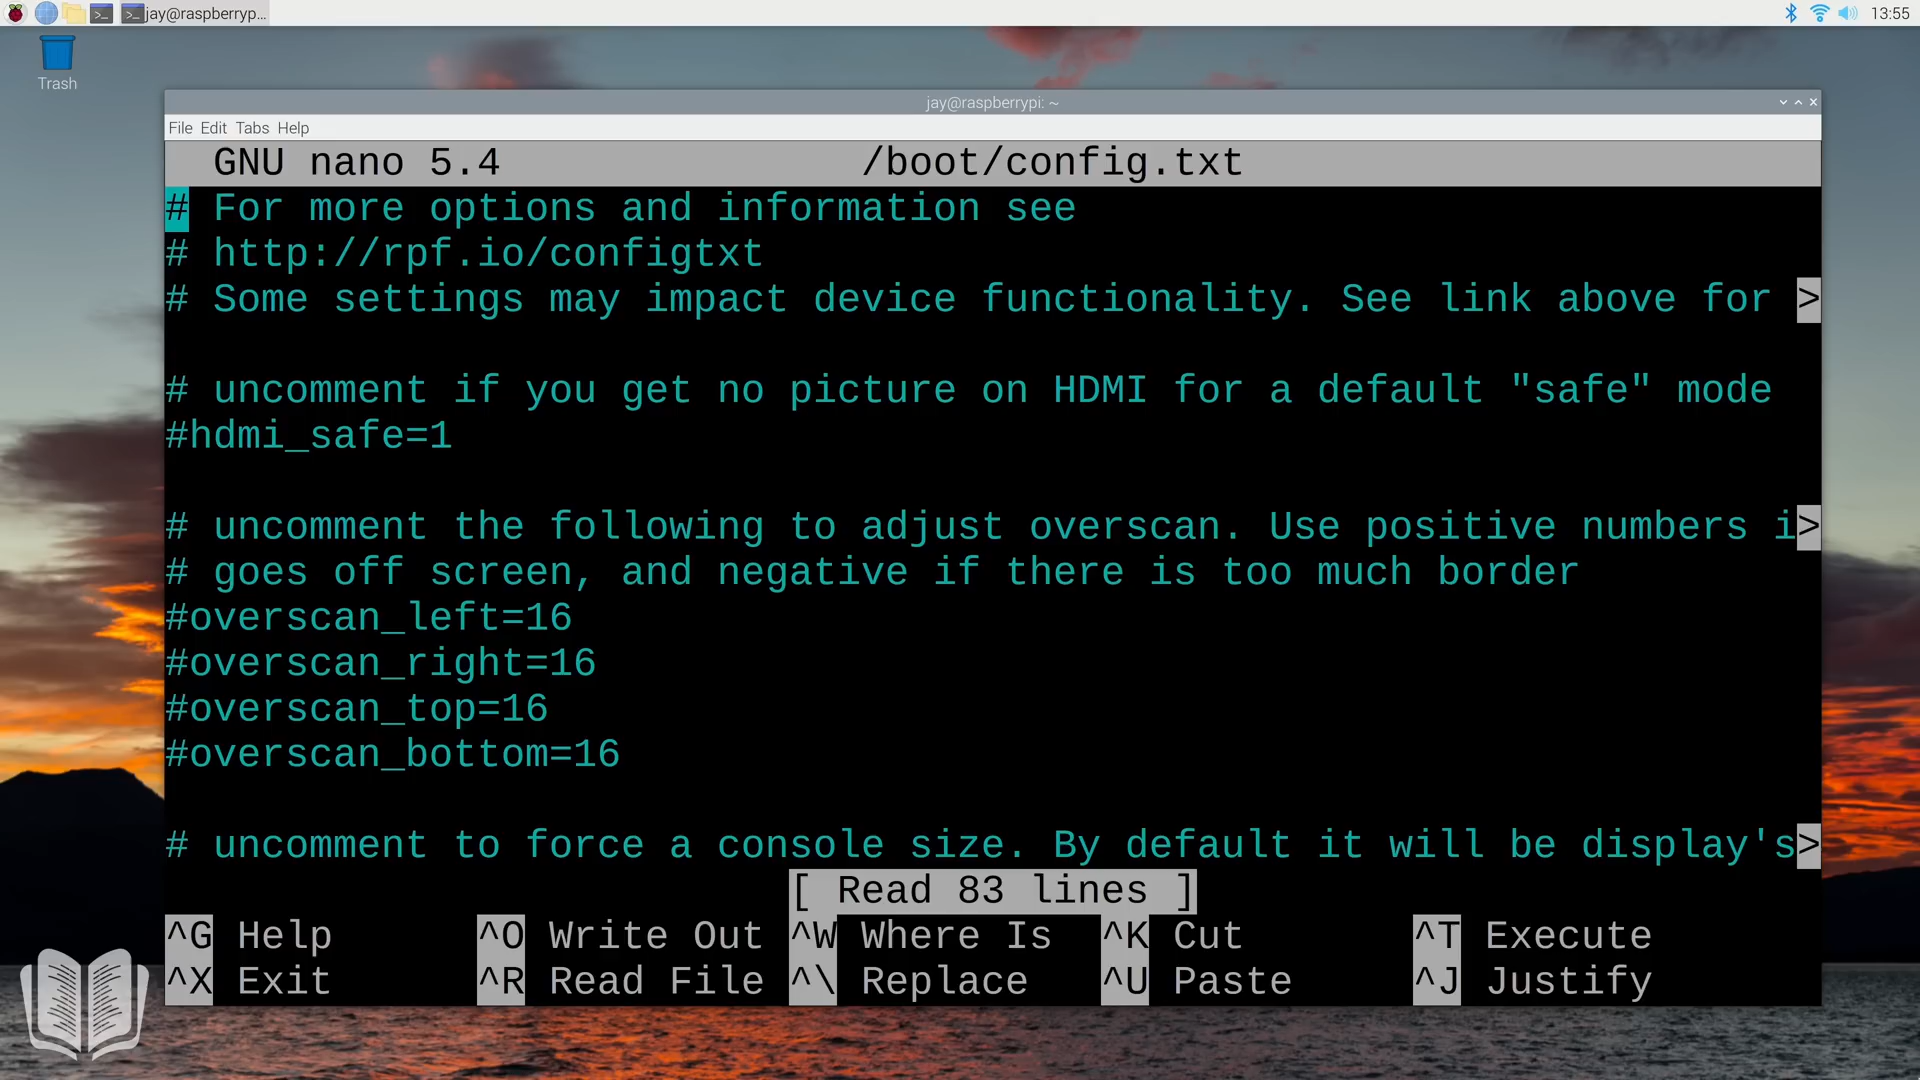 jay@raspberryp...
13:55
Trash
jay@raspberrypi: ~
File Edit Tabs Help
GNU nano 5.4 /boot/config.txt
# For more options and information see
# http://rpf.io/configtxt
# Some settings may impact device functionality. See link above for >
# uncomment if you get no picture on HDMI for a default "safe" mode
#hdmi_safe=1
# uncomment the following to adjust overscan. Use positive numbers i>
# goes off screen, and negative if there is too much border
#overscan_left=16
#overscan_right=16
#overscan_top=16
#overscan_bottom=16
# uncomment to force a console size. By default it will be display's>
[ Read 83 lines ]
^G Help ^O Write Out ^W Where Is ^K Cut ^T Execute
^X Exit ^R Read File ^\ Replace ^U Paste ^J Justify